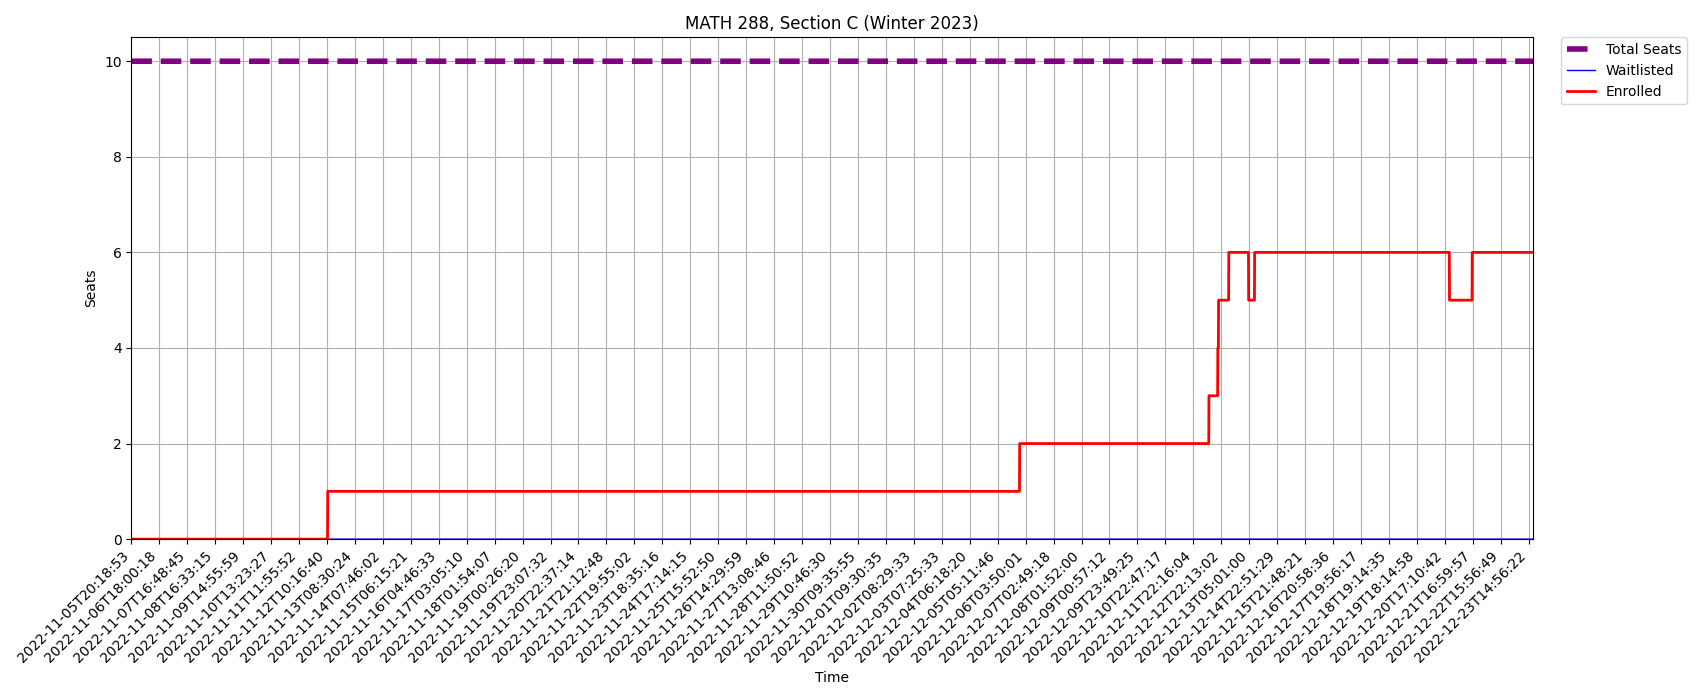 MATH 288, Section C (Winter 2023)
Total Seats
Waitlisted
Enrolled
Seats
10
8
6
4
2
0
2022-11-05T20:18:53
2022-11-06T18:00:18
2022-11-07T16:48:45
2022-11-08T16:33:15
2022-11-09T14:55:59
2022-11-10T13:23:27
2022-11-11T11:55:52
2022-11-12T10:16:40
2022-11-13T08:30:24
2022-11-14T07:46:02
2022-11-15T06:15:21
2022-11-16T04:46:33
2022-11-17T03:05:10
2022-11-18T01:54:07
2022-11-19T00:26:20
2022-11-19T23:07:32
2022-11-20T22:37:14
2022-11-21T21:12:48
2022-11-22T19:55:02
2022-11-23T18:35:16
2022-11-24T17:14:15
2022-11-25T15:52:50
2022-11-26T14:29:59
2022-11-27T13:08:46
2022-11-28T11:50:52
2022-11-29T10:46:30
2022-11-30T09:35:55
2022-12-01T09:30:35
2022-12-02T08:29:33
2022-12-03T07:25:33
2022-12-04T06:18:20
2022-12-05T05:11:46
2022-12-06T03:50:01
2022-12-07T02:49:18
2022-12-08T01:52:00
2022-12-09T00:57:12
2022-12-09T23:49:25
2022-12-10T22:47:17
2022-12-11T22:16:04
2022-12-12T22:13:02
2022-12-13T05:01:00
2022-12-14T22:51:29
2022-12-15T21:48:21
2022-12-16T20:58:36
2022-12-17T19:56:17
2022-12-18T19:14:35
2022-12-19T18:14:58
2022-12-20T17:10:42
2022-12-21T16:59:57
2022-12-22T15:56:49
2022-12-23T14:56:22
Time